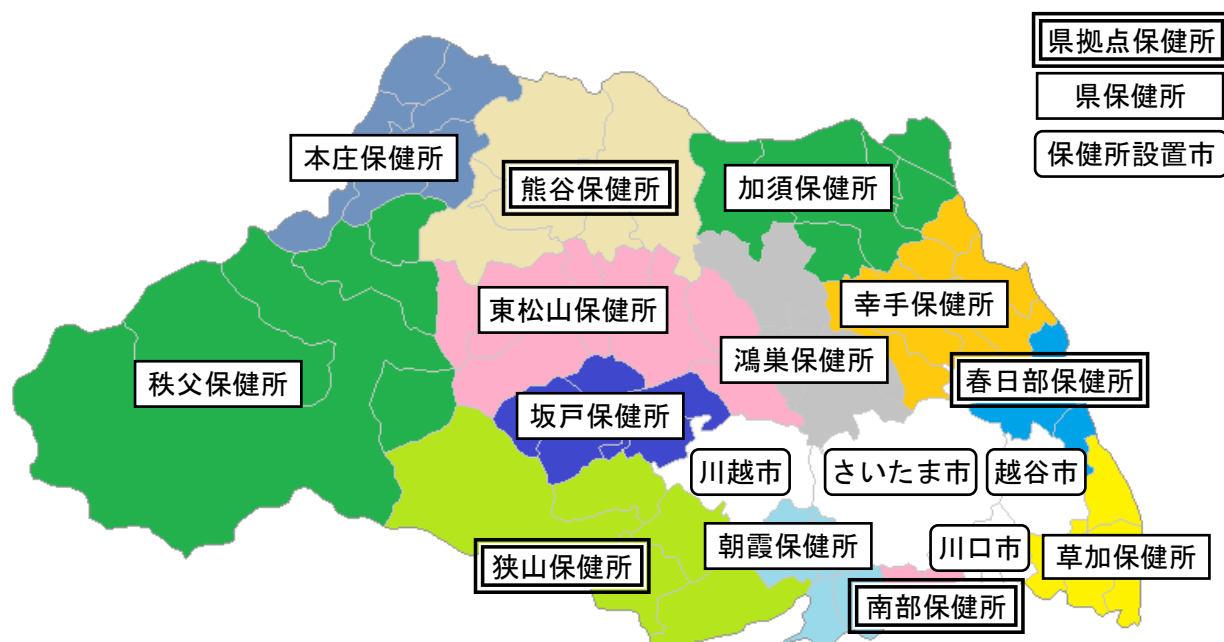 県拠点保健所
県保健所
保健所設置市
本庄保健所
熊谷保健所
加須保健所
東松山保健所
幸手保健所
鴻巣保健所
秩父保健所
春日部保健所
坂戸保健所
川越市
さいたま市
越谷市
朝霞保健所
川口市
草加保健所
狭山保健所
南部保健所